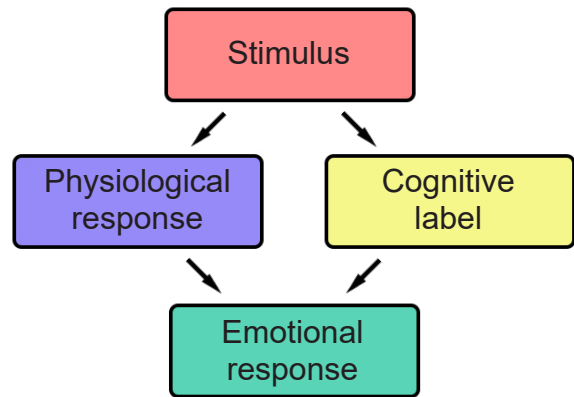 Stimulus
Physiological
response
Cognitive
label
Emotional
response